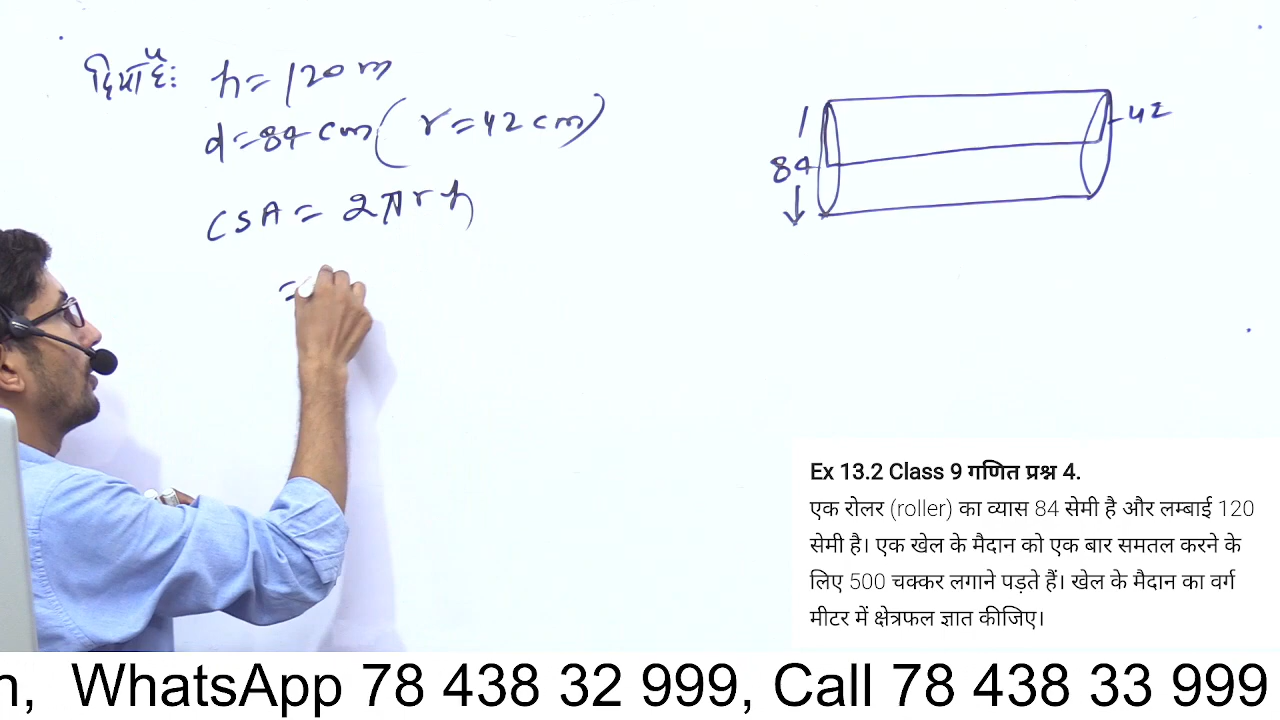 दिया है: h = 120 m
d = 84 cm ( r = 42 cm )
CSA = 2πrh
=
84
42
Ex 13.2 Class 9 गणित प्रश्न 4.
एक रोलर (roller) का व्यास 84 सेमी है और लम्बाई 120
सेमी है। एक खेल के मैदान को एक बार समतल करने के
लिए 500 चक्कर लगाने पड़ते हैं। खेल के मैदान का वर्ग
मीटर में क्षेत्रफल ज्ञात कीजिए।
n, WhatsApp 78 438 32 999, Call 78 438 33 999